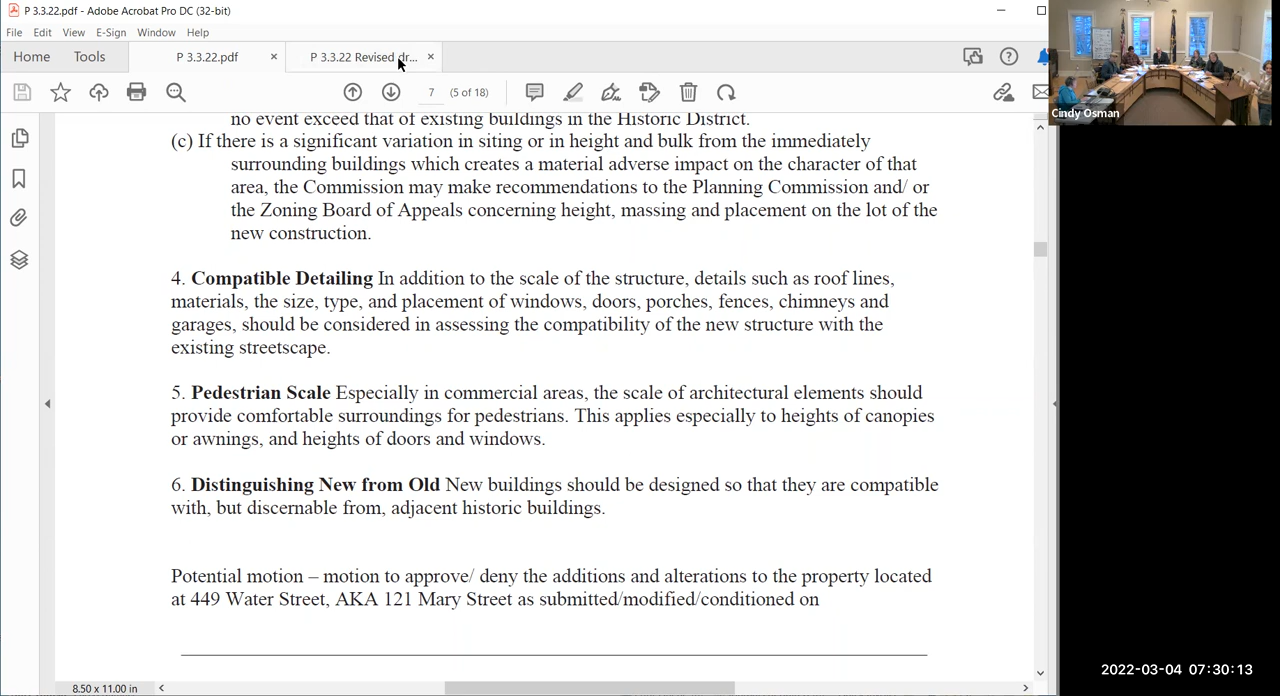 P 3.3.22.pdf - Adobe Acrobat Pro DC (32-bit)
File Edit View E-Sign Window Help
Home Tools P 3.3.22.pdf × P 3.3.22 Revised dr... ×
7 (5 of 18)
Cindy Osman
no event exceed that of existing buildings in the Historic District.
(c) If there is a significant variation in siting or in height and bulk from the immediately
surrounding buildings which creates a material adverse impact on the character of that
area, the Commission may make recommendations to the Planning Commission and/ or
the Zoning Board of Appeals concerning height, massing and placement on the lot of the
new construction.
4. Compatible Detailing In addition to the scale of the structure, details such as roof lines,
materials, the size, type, and placement of windows, doors, porches, fences, chimneys and
garages, should be considered in assessing the compatibility of the new structure with the
existing streetscape.
5. Pedestrian Scale Especially in commercial areas, the scale of architectural elements should
provide comfortable surroundings for pedestrians. This applies especially to heights of canopies
or awnings, and heights of doors and windows.
6. Distinguishing New from Old New buildings should be designed so that they are compatible
with, but discernable from, adjacent historic buildings.
Potential motion – motion to approve/ deny the additions and alterations to the property located
at 449 Water Street, AKA 121 Mary Street as submitted/modified/conditioned on
8.50 x 11.00 in
2022-03-04 07:30:13